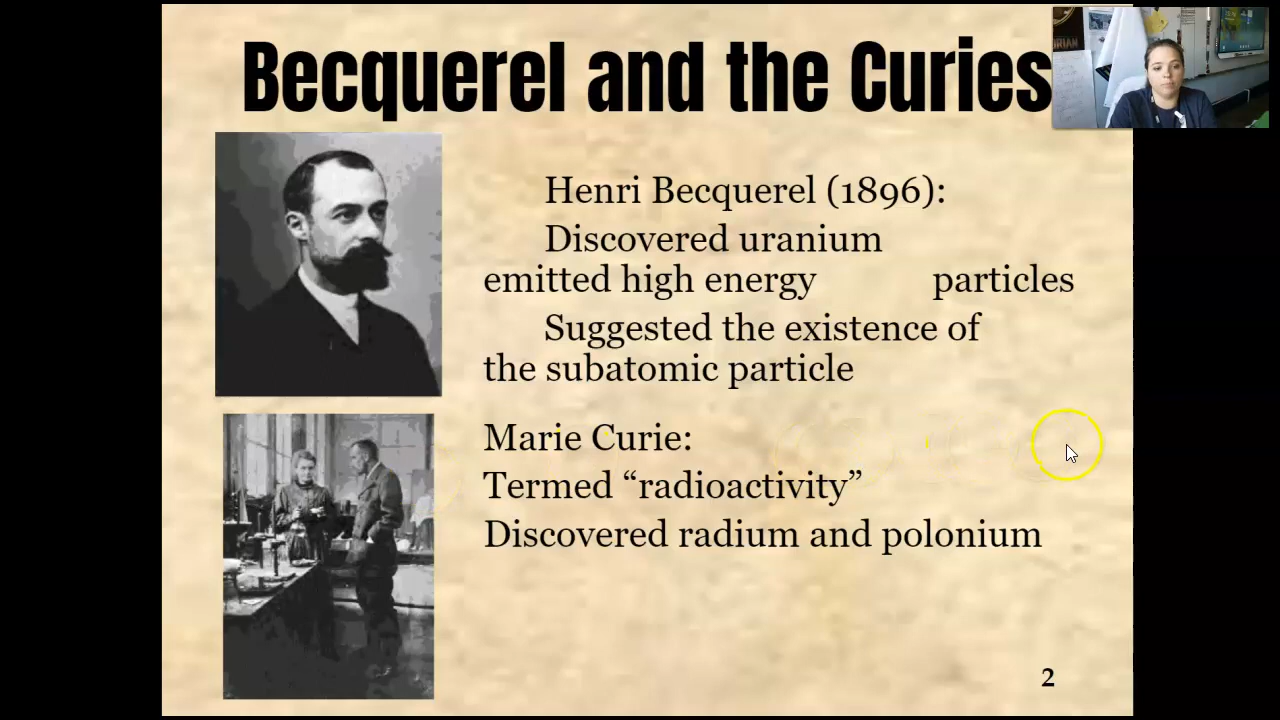 Becquerel and the Curies
Henri Becquerel (1896):
Discovered uranium
emitted high energy particles
Suggested the existence of
the subatomic particle
Marie Curie:
Termed “radioactivity”
Discovered radium and polonium
2